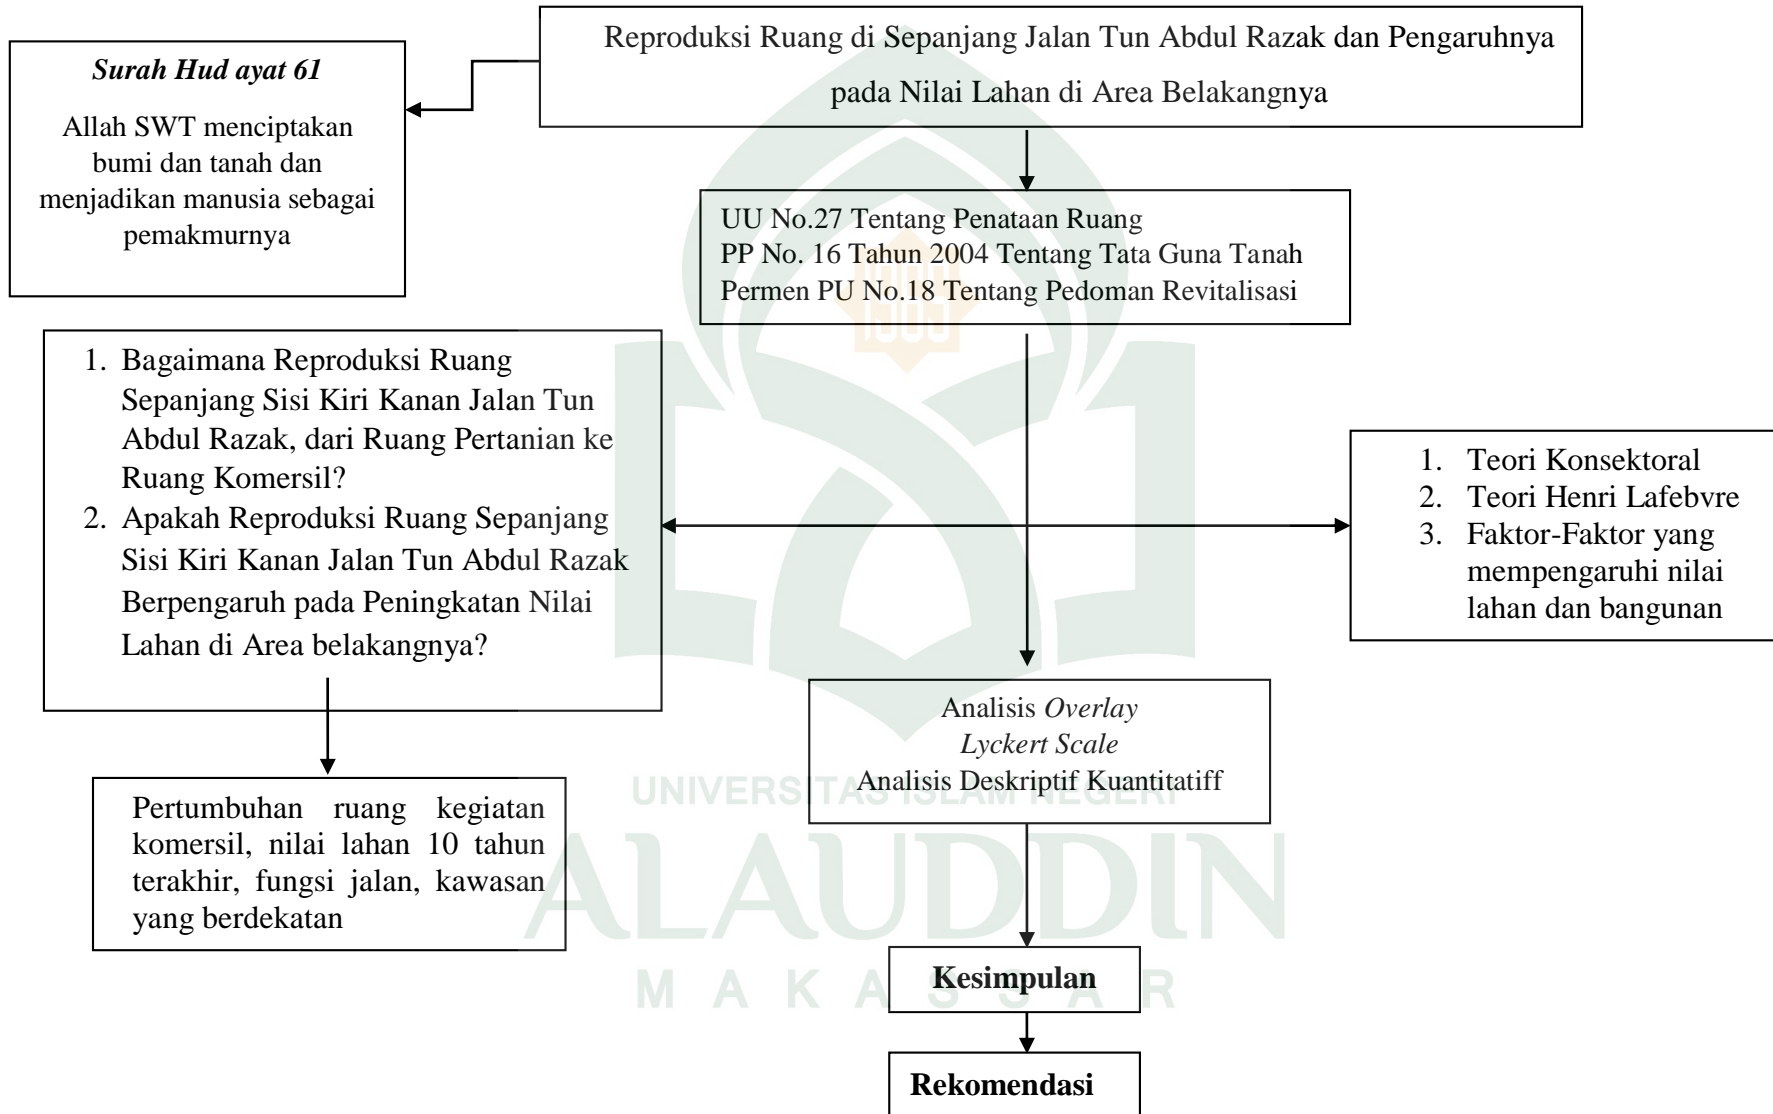 Reproduksi Ruang di Sepanjang Jalan Tun Abdul Razak dan Pengaruhnya
pada Nilai Lahan di Area Belakangnya
Surah Hud ayat 61
Allah SWT menciptakan
bumi dan tanah dan
menjadikan manusia sebagai
pemakmurnya
UU No.27 Tentang Penataan Ruang
PP No. 16 Tahun 2004 Tentang Tata Guna Tanah
Permen PU No.18 Tentang Pedoman Revitalisasi
1. Bagaimana Reproduksi Ruang
Sepanjang Sisi Kiri Kanan Jalan Tun
Abdul Razak, dari Ruang Pertanian ke
Ruang Komersil?
2. Apakah Reproduksi Ruang Sepanjang
Sisi Kiri Kanan Jalan Tun Abdul Razak
Berpengaruh pada Peningkatan Nilai
Lahan di Area belakangnya?
1. Teori Konsektoral
2. Teori Henri Lafebvre
3. Faktor-Faktor yang
mempengaruhi nilai
lahan dan bangunan
Analisis Overlay
Lyckert Scale
Analisis Deskriptif Kuantitatiff
Pertumbuhan ruang kegiatan
komersil, nilai lahan 10 tahun
terakhir, fungsi jalan, kawasan
yang berdekatan
Kesimpulan
Rekomendasi
UNIVERSITAS ISLAM NEGERI
ALAUDDIN
MAKASSAR